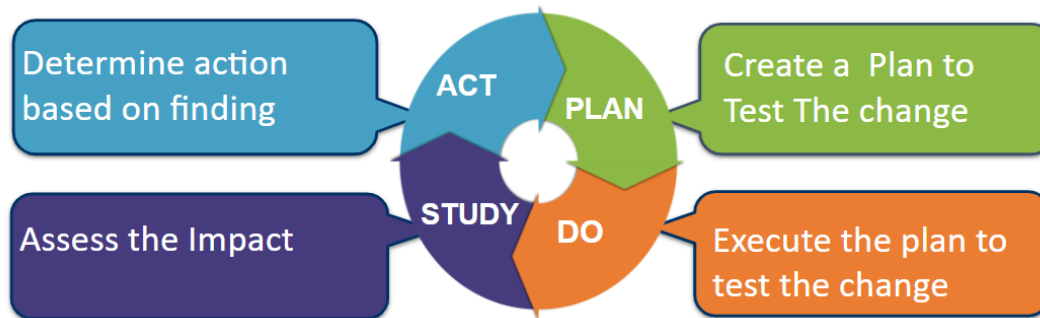 Determine action
based on finding
ACT
PLAN
Create a Plan to
Test The change
Assess the Impact
STUDY
DO
Execute the plan to
test the change